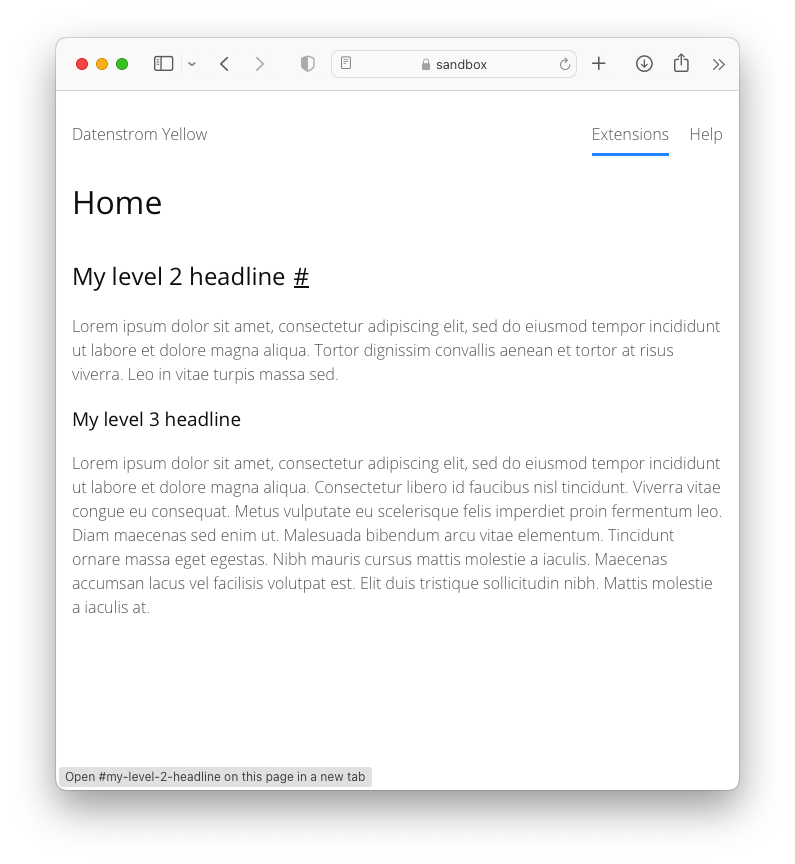 sandbox
Datenstrom Yellow
Extensions Help
Home
My level 2 headline #
Lorem ipsum dolor sit amet, consectetur adipiscing elit, sed do eiusmod tempor incididunt
ut labore et dolore magna aliqua. Tortor dignissim convallis aenean et tortor at risus
viverra. Leo in vitae turpis massa sed.
My level 3 headline
Lorem ipsum dolor sit amet, consectetur adipiscing elit, sed do eiusmod tempor incididunt
ut labore et dolore magna aliqua. Consectetur libero id faucibus nisl tincidunt. Viverra vitae
congue eu consequat. Metus vulputate eu scelerisque felis imperdiet proin fermentum leo.
Diam maecenas sed enim ut. Malesuada bibendum arcu vitae elementum. Tincidunt
ornare massa eget egestas. Nibh mauris cursus mattis molestie a iaculis. Maecenas
accumsan lacus vel facilisis volutpat est. Elit duis tristique sollicitudin nibh. Mattis molestie
a iaculis at.
Open #my-level-2-headline on this page in a new tab